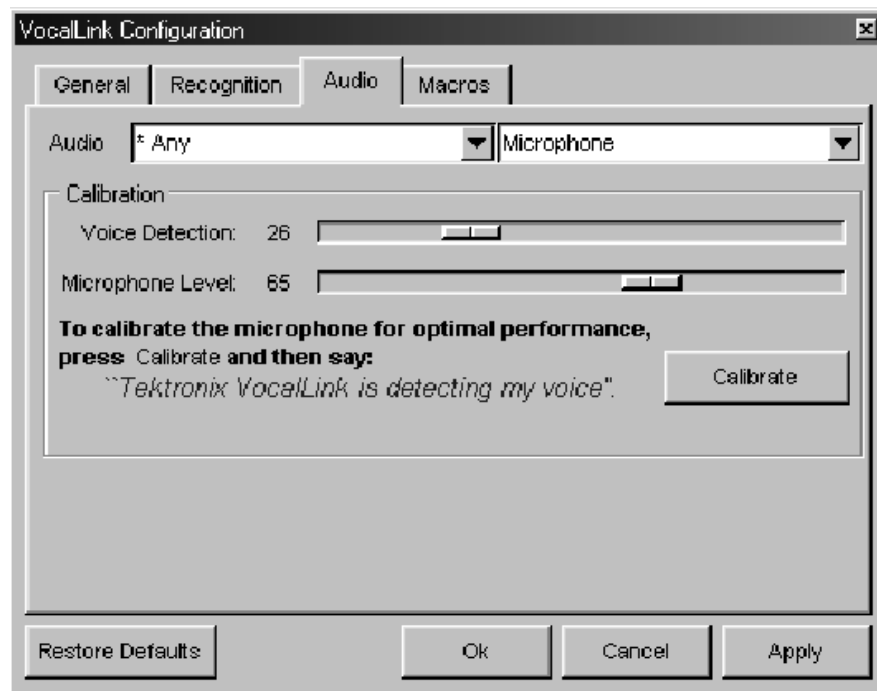 VocalLink Configuration
General Recognition Audio Macros
Audio * Any Microphone
Calibration
Voice Detection: 26
Microphone Level: 65
To calibrate the microphone for optimal performance,
press Calibrate and then say:
``Tektronix VocalLink is detecting my voice".
Calibrate
Restore Defaults Ok Cancel Apply